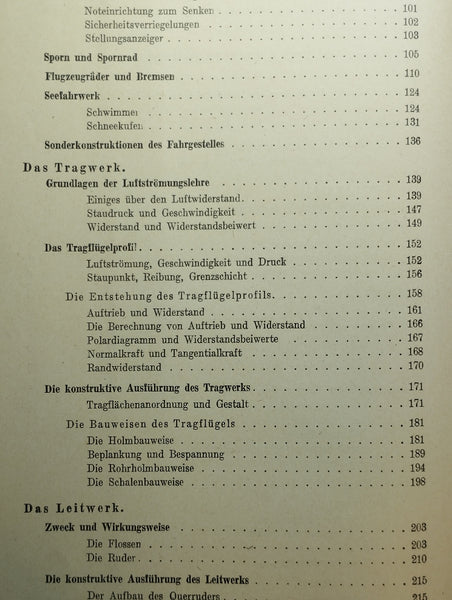 Noteinrichtung zum Senken . . . . . . . . . . . . . . . . . 101
Sicherheitsverriegelungen . . . . . . . . . . . . . . . . . 102
Stellungsanzeiger . . . . . . . . . . . . . . . . . . . . 103
Sporn und Spornrad . . . . . . . . . . . . . . . . . . . . 105
Flugzeugräder und Bremsen . . . . . . . . . . . . . . . . . 110
Seefahrwerk . . . . . . . . . . . . . . . . . . . . . . . 124
Schwimmer . . . . . . . . . . . . . . . . . . . . . . . 124
Schneekufen . . . . . . . . . . . . . . . . . . . . . . . 131
Sonderkonstruktionen des Fahrgestelles . . . . . . . . . . . . 136
Das Tragwerk.
Grundlagen der Luftströmungslehre . . . . . . . . . . . . . . 139
Einiges über den Luftwiderstand . . . . . . . . . . . . . . . 139
Staudruck und Geschwindigkeit . . . . . . . . . . . . . . . 147
Widerstand und Widerstandsbeiwert . . . . . . . . . . . . . 149
Das Tragflügelprofil . . . . . . . . . . . . . . . . . . . . 152
Luftströmung, Geschwindigkeit und Druck . . . . . . . . . . . 152
Staupunkt, Reibung, Grenzschicht . . . . . . . . . . . . . . 156
Die Entstehung des Tragflügelprofils . . . . . . . . . . . . . 158
Auftrieb und Widerstand . . . . . . . . . . . . . . . . . . 161
Die Berechnung von Auftrieb und Widerstand . . . . . . . . . 166
Polardiagramm und Widerstandsbeiwerte . . . . . . . . . . . 167
Normalkraft und Tangentialkraft . . . . . . . . . . . . . . . 168
Randwiderstand . . . . . . . . . . . . . . . . . . . . . 170
Die konstruktive Ausführung des Tragwerks . . . . . . . . . . . 171
Tragflächenanordnung und Gestalt . . . . . . . . . . . . . . 171
Die Bauweisen des Tragflügels . . . . . . . . . . . . . . . . 181
Die Holmbauweise . . . . . . . . . . . . . . . . . . . . 181
Beplankung und Bespannung . . . . . . . . . . . . . . . . 189
Die Rohrholmbauweise . . . . . . . . . . . . . . . . . . 194
Die Schalenbauweise . . . . . . . . . . . . . . . . . . . 198
Das Leitwerk.
Zweck und Wirkungsweise . . . . . . . . . . . . . . . . . . 203
Die Flossen . . . . . . . . . . . . . . . . . . . . . . . 203
Die Ruder . . . . . . . . . . . . . . . . . . . . . . . . 210
Die konstruktive Ausführung des Leitwerks . . . . . . . . . . . 215
Der Aufbau des Querruders . . . . . . . . . . . . . . . . . 215